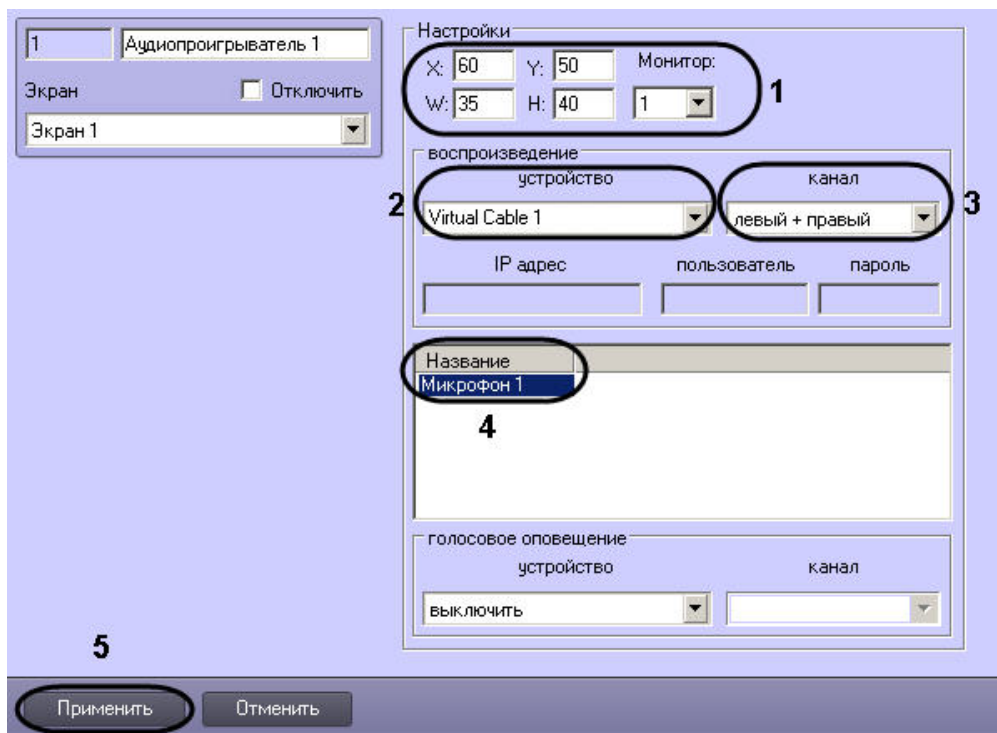 1 Аудиопроигрыватель 1
Экран Отключить
Экран 1
Настройки
X: 60 Y: 50 Монитор:
W: 35 H: 40 1
1
воспроизведение
устройство канал
2 Virtual Cable 1 левый + правый 3
IP адрес пользователь пароль
Название
Микрофон 1
4
голосовое оповещение
устройство канал
выключить
5
Применить Отменить